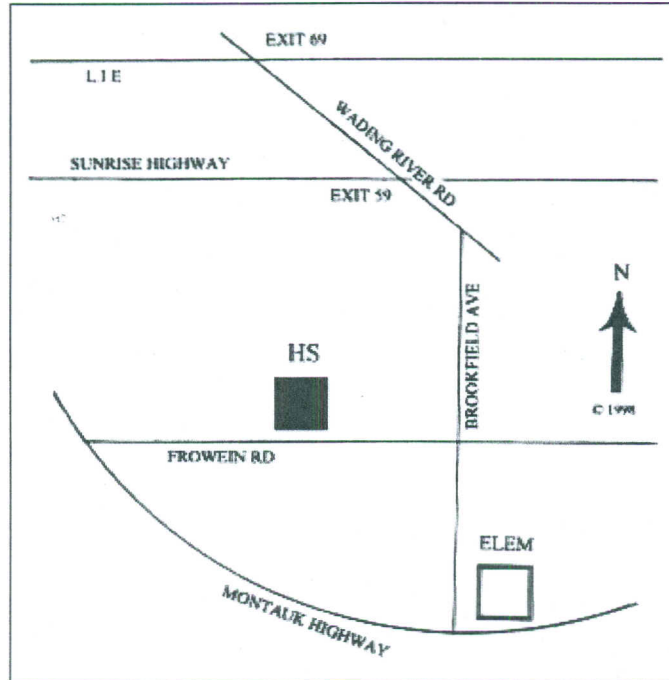 EXIT 69
L I E
WADING RIVER RD
SUNRISE HIGHWAY
EXIT 59
N
BROOKFIELD AVE
HS
© 1998
FROWEIN RD
ELEM
MONTAUK HIGHWAY